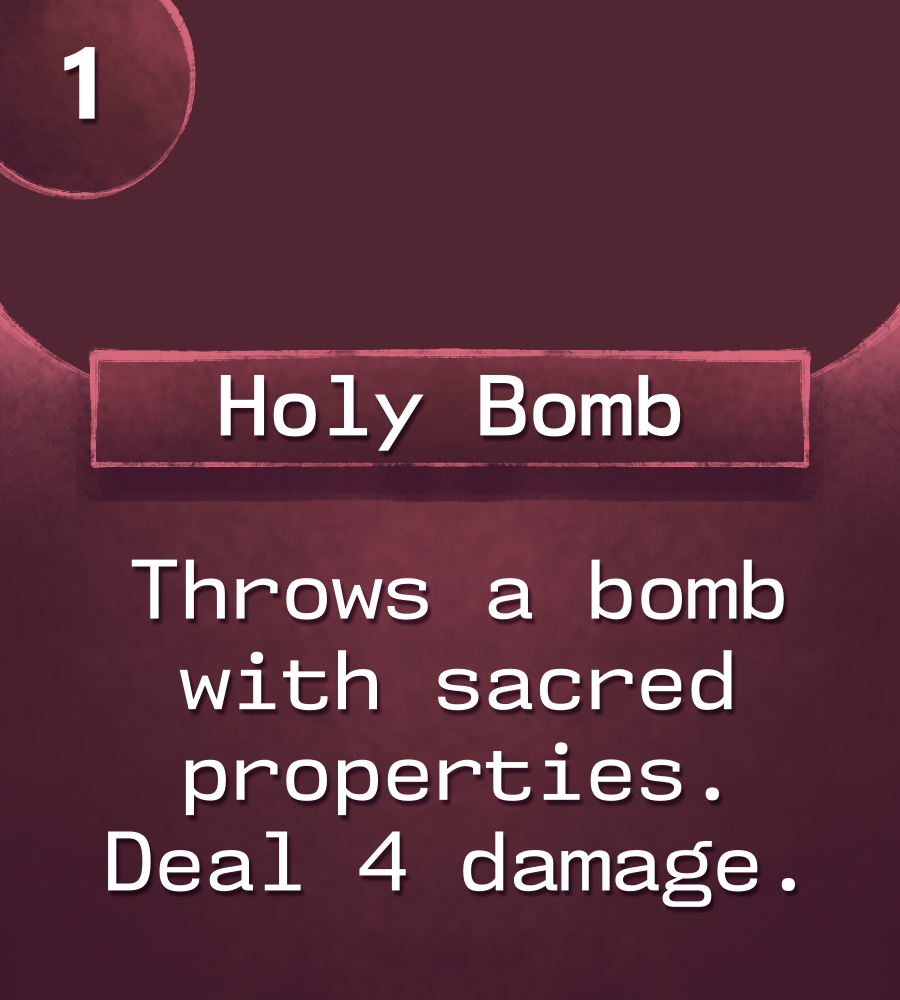 1
Holy Bomb
Throws a bomb
with sacred
properties.
Deal 4 damage.